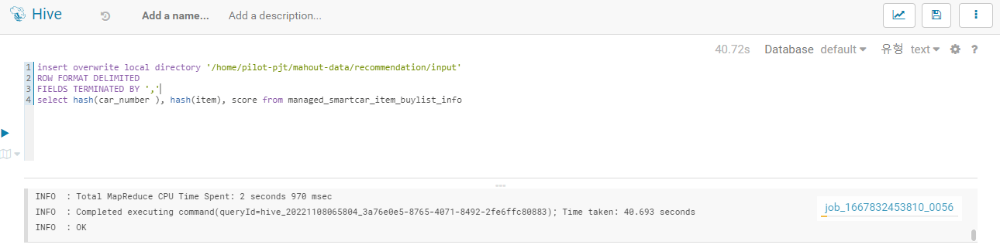 Hive
Add a name...
Add a description...
40.72s
Database default
유형 text
?
1 insert overwrite local directory '/home/pilot-pjt/mahout-data/recommendation/input'
2 ROW FORMAT DELIMITED
3 FIELDS TERMINATED BY ','
4 select hash(car_number ), hash(item), score from managed_smartcar_item_buylist_info
INFO  : Total MapReduce CPU Time Spent: 2 seconds 970 msec
INFO  : Completed executing command(queryId=hive_20221108065804_3a76e0e5-8765-4071-8492-2fe6ffc80883); Time taken: 40.693 seconds
job_1667832453810_0056
INFO  : OK